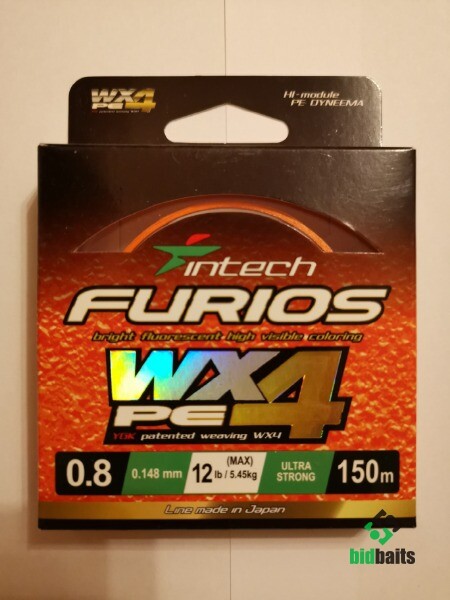 WX4
PE
HI-module
PE DYNEEMA
intech
FURIOS
bright fluorescent high visible coloring
WX4
PE
YGK patented weaving WX4
0.8
0.148 mm
12 lb / 5.45kg
(MAX)
ULTRA
STRONG
150m
Line made in Japan
bidbaits